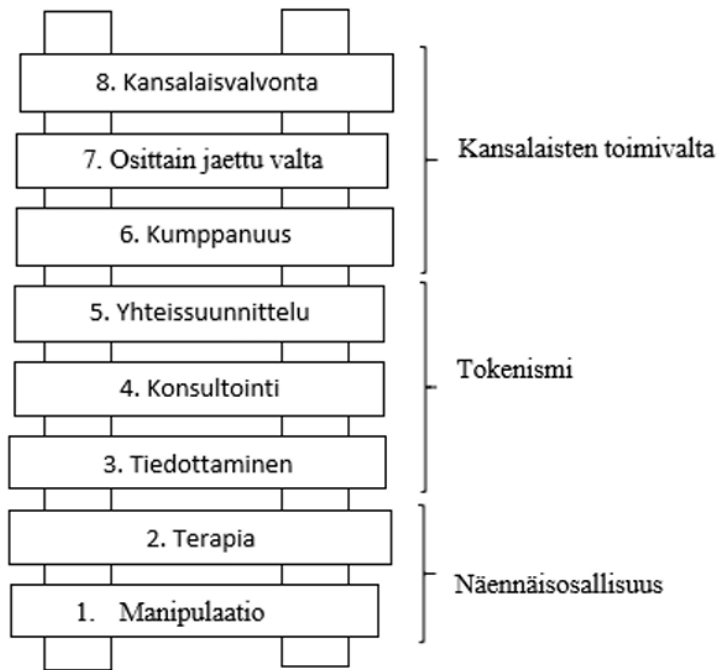 8. Kansalaisvalvonta
7. Osittain jaettu valta
Kansalaisten toimivalta
6. Kumppanuus
5. Yhteissuunnittelu
4. Konsultointi
Tokenismi
3. Tiedottaminen
2. Terapia
Näennäisosallisuus
1. Manipulaatio